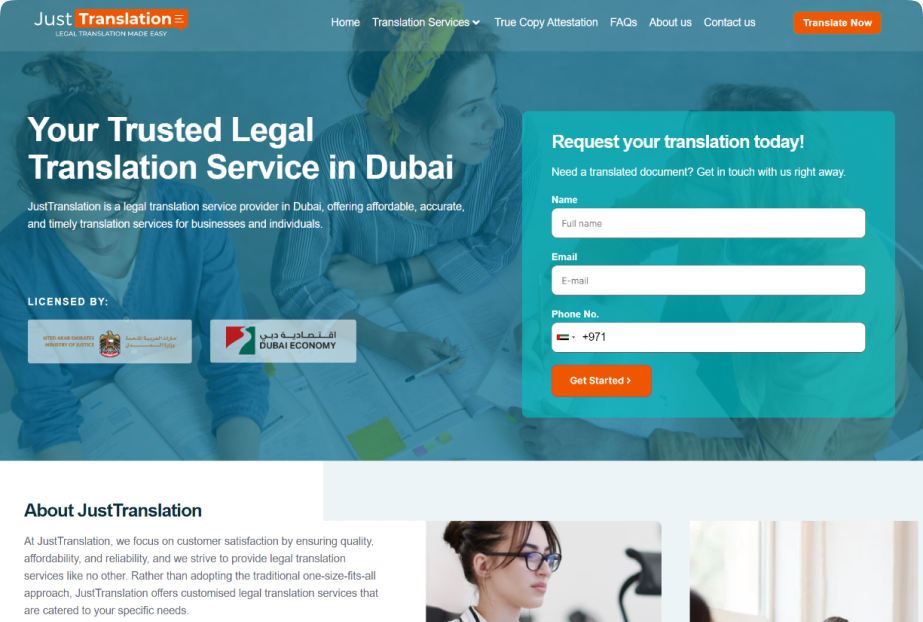 Just Translation
LEGAL TRANSLATION MADE EASY
Home
Translation Services
True Copy Attestation
FAQs
About us
Contact us
Translate Now
Your Trusted Legal
Translation Service in Dubai
JustTranslation is a legal translation service provider in Dubai, offering affordable, accurate,
and timely translation services for businesses and individuals.
LICENSED BY:
ARAB EMIRATES
MINISTRY OF JUSTICE
اقتصادية دبي
DUBAI ECONOMY
Request your translation today!
Need a translated document? Get in touch with us right away.
Name
Full name
Email
E-mail
Phone No.
+971
Get Started >
About JustTranslation
At JustTranslation, we focus on customer satisfaction by ensuring quality,
affordability, and reliability, and we strive to provide legal translation
services like no other. Rather than adopting the traditional one-size-fits-all
approach, JustTranslation offers customised legal translation services that
are catered to your specific needs.